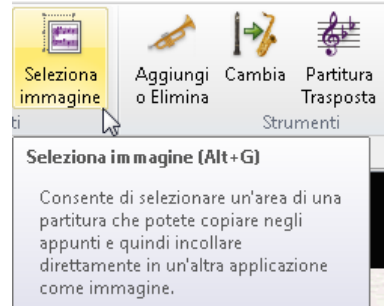 Seleziona immagine
Aggiungi o Elimina
Cambia
Partitura Trasposta
ti
Strumenti
Seleziona immagine (Alt+G)
Consente di selezionare un'area di una
partitura che potete copiare negli
appunti e quindi incollare
direttamente in un'altra applicazione
come immagine.